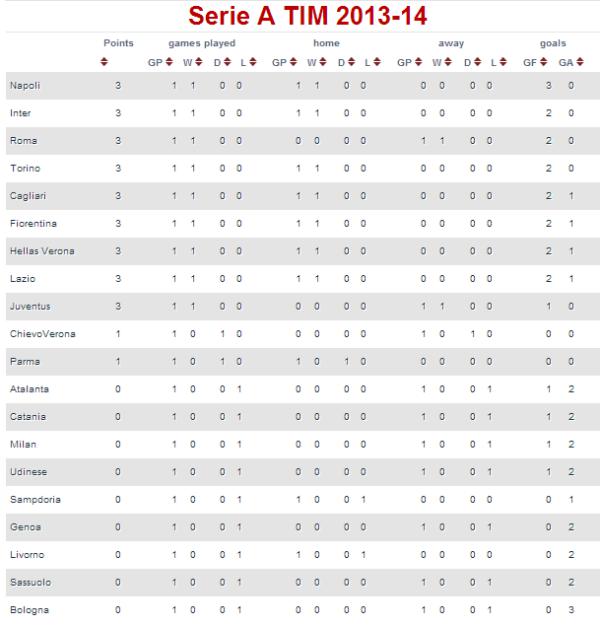 Serie A TIM 2013-14
Points games played home away goals
GP W D L GP W D L GP W D L GF GA
Napoli 3 1 1 0 0 1 1 0 0 0 0 0 0 3 0
Inter 3 1 1 0 0 1 1 0 0 0 0 0 0 2 0
Roma 3 1 1 0 0 0 0 0 0 1 1 0 0 2 0
Torino 3 1 1 0 0 1 1 0 0 0 0 0 0 2 0
Cagliari 3 1 1 0 0 1 1 0 0 0 0 0 0 2 1
Fiorentina 3 1 1 0 0 1 1 0 0 0 0 0 0 2 1
Hellas Verona 3 1 1 0 0 1 1 0 0 0 0 0 0 2 1
Lazio 3 1 1 0 0 1 1 0 0 0 0 0 0 2 1
Juventus 3 1 1 0 0 0 0 0 0 1 1 0 0 1 0
ChievoVerona 1 1 0 1 0 0 0 0 0 1 0 1 0 0 0
Parma 1 1 0 1 0 1 0 1 0 0 0 0 0 0 0
Atalanta 0 1 0 0 1 0 0 0 0 1 0 0 1 1 2
Catania 0 1 0 0 1 0 0 0 0 1 0 0 1 1 2
Milan 0 1 0 0 1 0 0 0 0 1 0 0 1 1 2
Udinese 0 1 0 0 1 0 0 0 0 1 0 0 1 1 2
Sampdoria 0 1 0 0 1 1 0 0 1 0 0 0 0 0 1
Genoa 0 1 0 0 1 0 0 0 0 1 0 0 1 0 2
Livorno 0 1 0 0 1 1 0 0 1 0 0 0 0 0 2
Sassuolo 0 1 0 0 1 0 0 0 0 1 0 0 1 0 2
Bologna 0 1 0 0 1 0 0 0 0 1 0 0 1 0 3